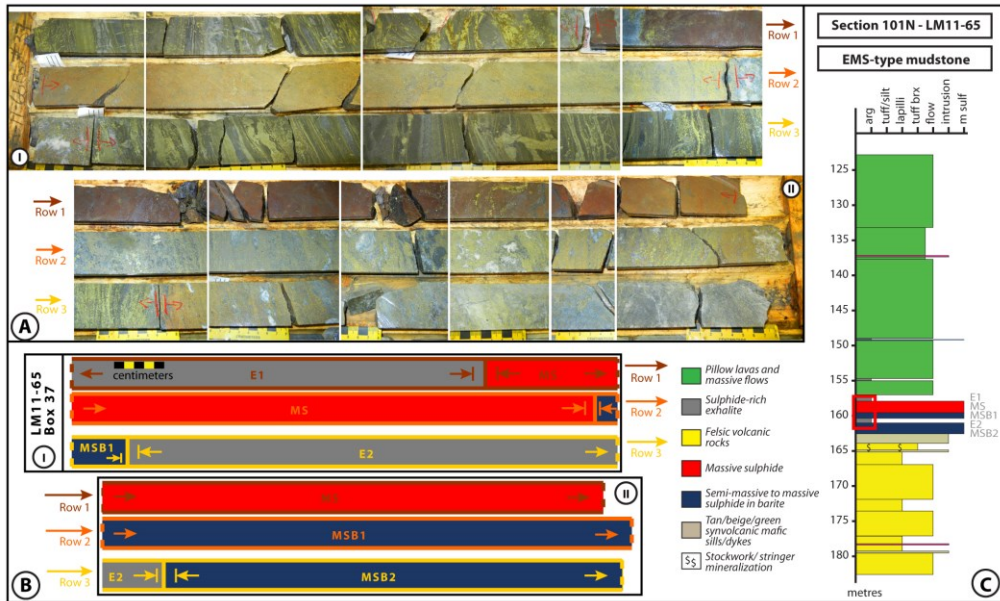 A
I
Row 1
Row 2
Row 3
II
Row 1
Row 2
Row 3
B
LM11-65
Box 37
I
centimeters
E1
Row 1
MS
Row 2
MSB1
E2
Row 3
II
Row 1
Row 2
MSB1
Row 3
E2
MSB2
Pillow lavas and
massive flows
Sulphide-rich
exhalite
Felsic volcanic
rocks
Massive sulphide
Semi-massive to massive
sulphide in barite
Tan/beige/green
synvolcanic mafic
sills/dykes
$ $
Stockwork/ stringer
mineralization
Section 101N - LM11-65
EMS-type mudstone
arg
tuff/silt
lapilli
tuff brx
flow
intrusion
m sulf
125
130
135
140
145
150
155
160
165
170
175
180
metres
E1
MS
MSB1
E2
MSB2
$ $
C